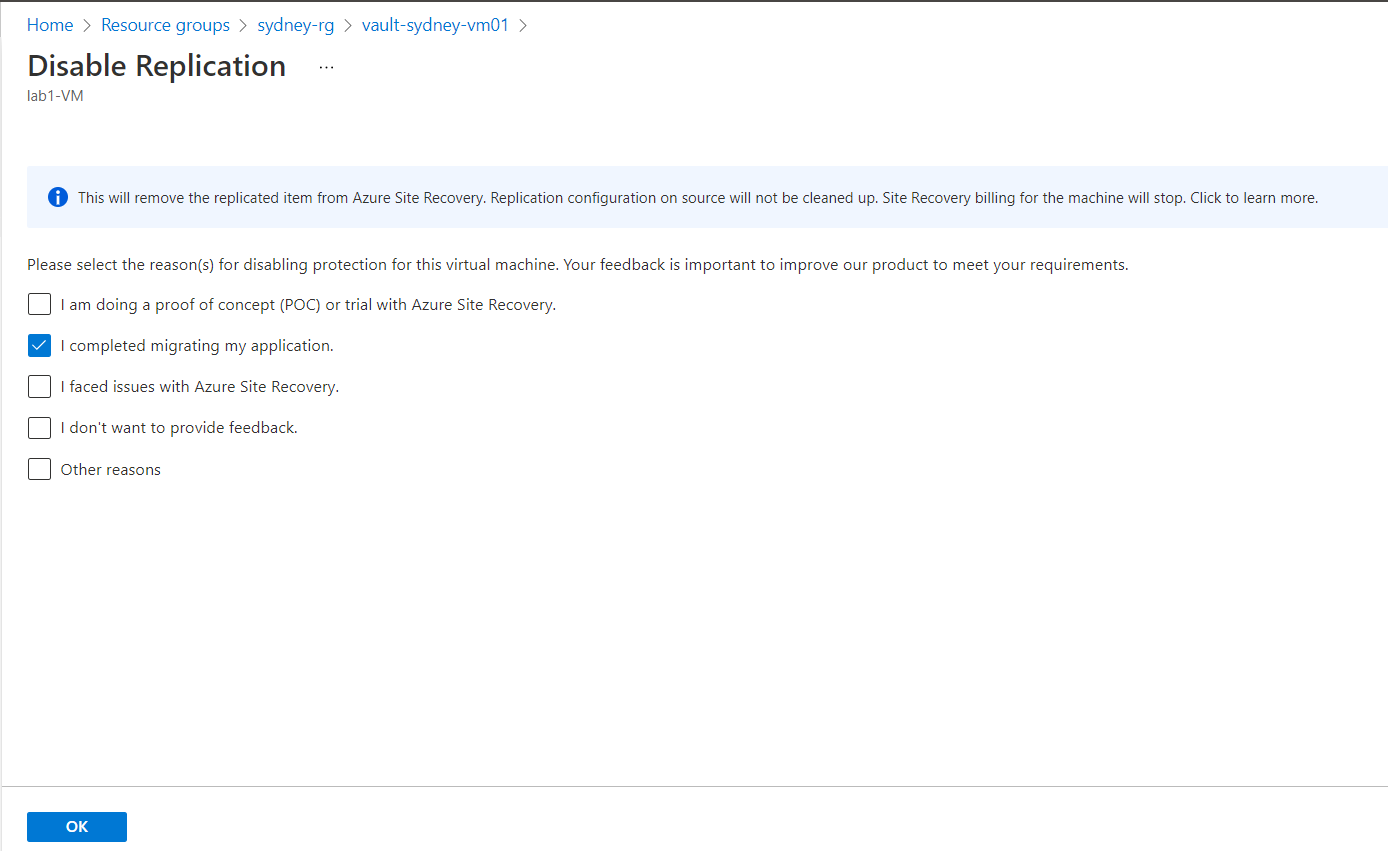 Home > Resource groups > sydney-rg > vault-sydney-vm01 >
Disable Replication ...
lab1-VM
This will remove the replicated item from Azure Site Recovery. Replication configuration on source will not be cleaned up. Site Recovery billing for the machine will stop. Click to learn more.
Please select the reason(s) for disabling protection for this virtual machine. Your feedback is important to improve our product to meet your requirements.
I am doing a proof of concept (POC) or trial with Azure Site Recovery.
I completed migrating my application.
I faced issues with Azure Site Recovery.
I don't want to provide feedback.
Other reasons
OK